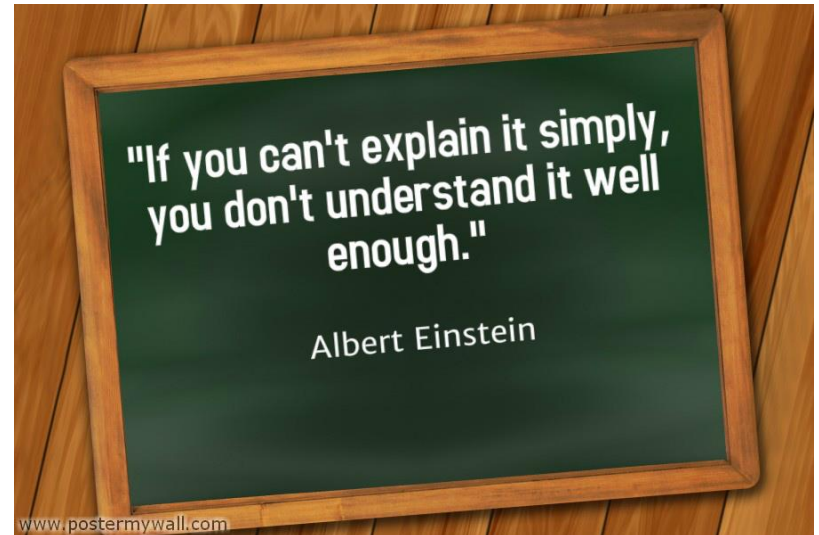 "If you can't explain it simply,
you don't understand it well
enough."
Albert Einstein
www.postermywall.com